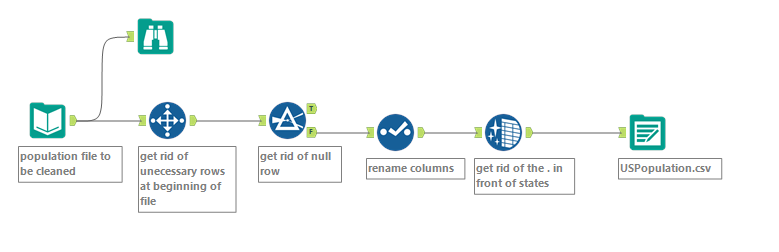 T
F
population file to
be cleaned
get rid of
unecessary rows
at beginning of
file
get rid of null
row
rename columns
get rid of the . in
front of states
USPopulation.csv